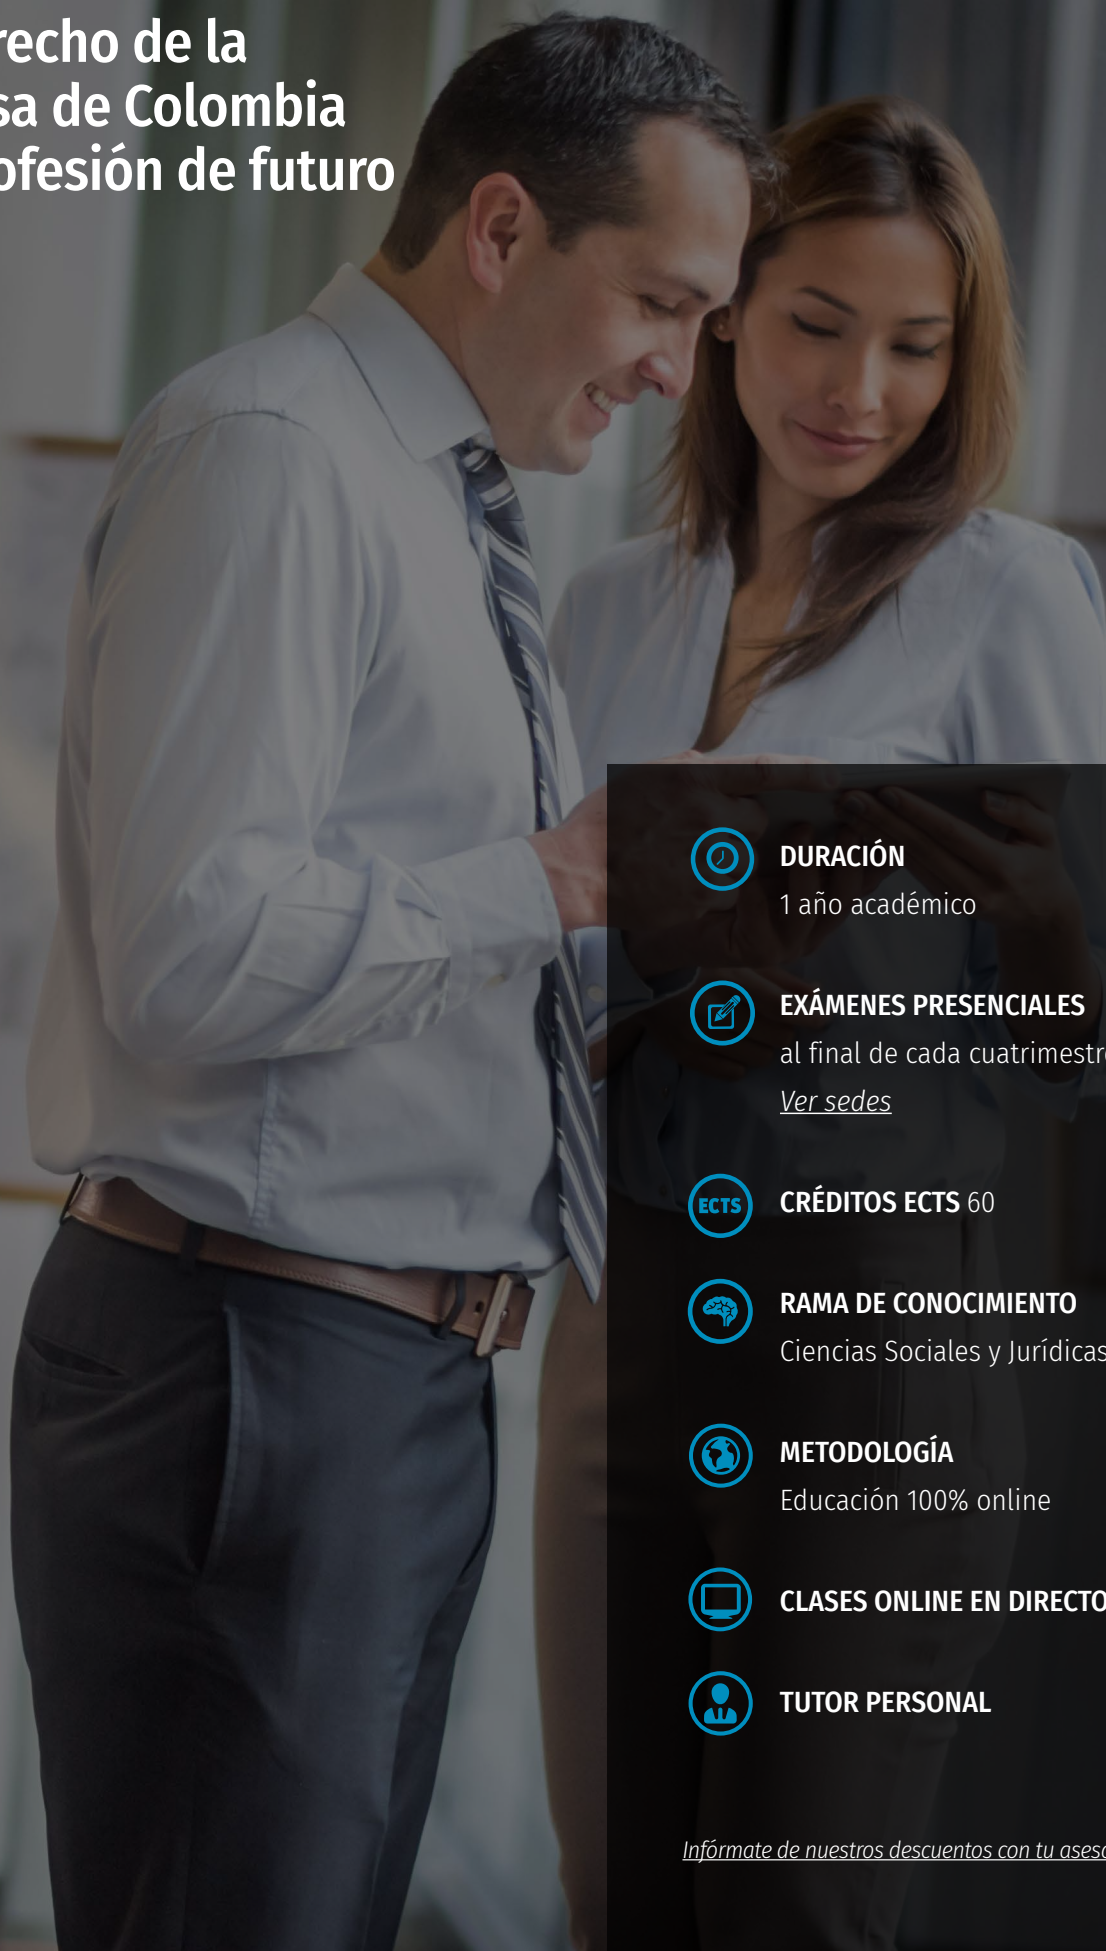 recho de la
sa de Colombia
ofesión de futuro
DURACIÓN
1 año académico
EXÁMENES PRESENCIALES
al final de cada cuatrimestre
Ver sedes
ECTS
CRÉDITOS ECTS 60
RAMA DE CONOCIMIENTO
Ciencias Sociales y Jurídicas
METODOLOGÍA
Educación 100% online
CLASES ONLINE EN DIRECTO
TUTOR PERSONAL
Infórmate de nuestros descuentos con tu aseso